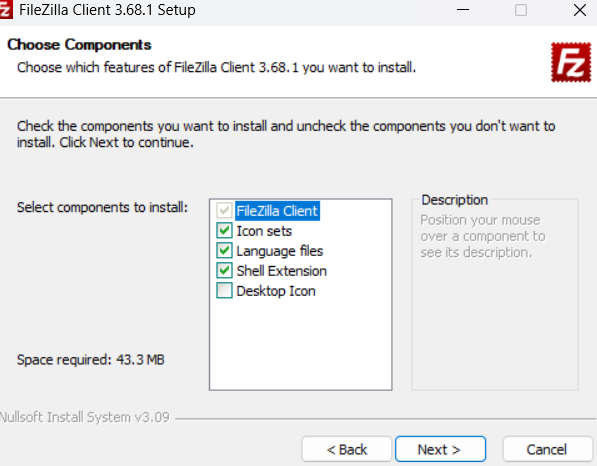 FileZilla Client 3.68.1 Setup
Choose Components
Choose which features of FileZilla Client 3.68.1 you want to install.
Fz
Check the components you want to install and uncheck the components you don't want to
install. Click Next to continue.
Select components to install:
FileZilla Client
Icon sets
Language files
Shell Extension
Desktop Icon
Description
Position your mouse
over a component to
see its description.
Space required: 43.3 MB
Nullsoft Install System v3.09
< Back
Next >
Cancel